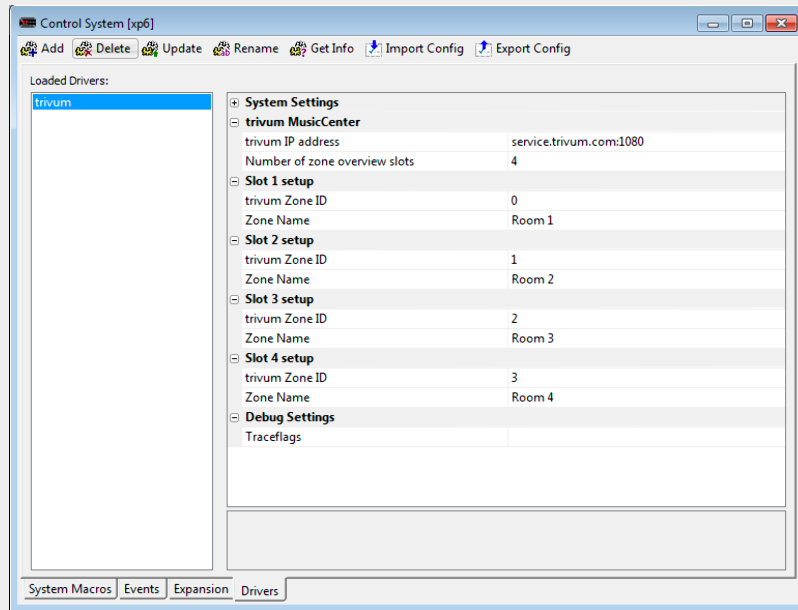 Control System [xp6]
Add Delete Update Rename Get Info Import Config Export Config
Loaded Drivers:
trivum
System Settings
trivum MusicCenter
trivum IP address service.trivum.com:1080
Number of zone overview slots 4
Slot 1 setup
trivum Zone ID 0
Zone Name Room 1
Slot 2 setup
trivum Zone ID 1
Zone Name Room 2
Slot 3 setup
trivum Zone ID 2
Zone Name Room 3
Slot 4 setup
trivum Zone ID 3
Zone Name Room 4
Debug Settings
Traceflags
System Macros Events Expansion Drivers